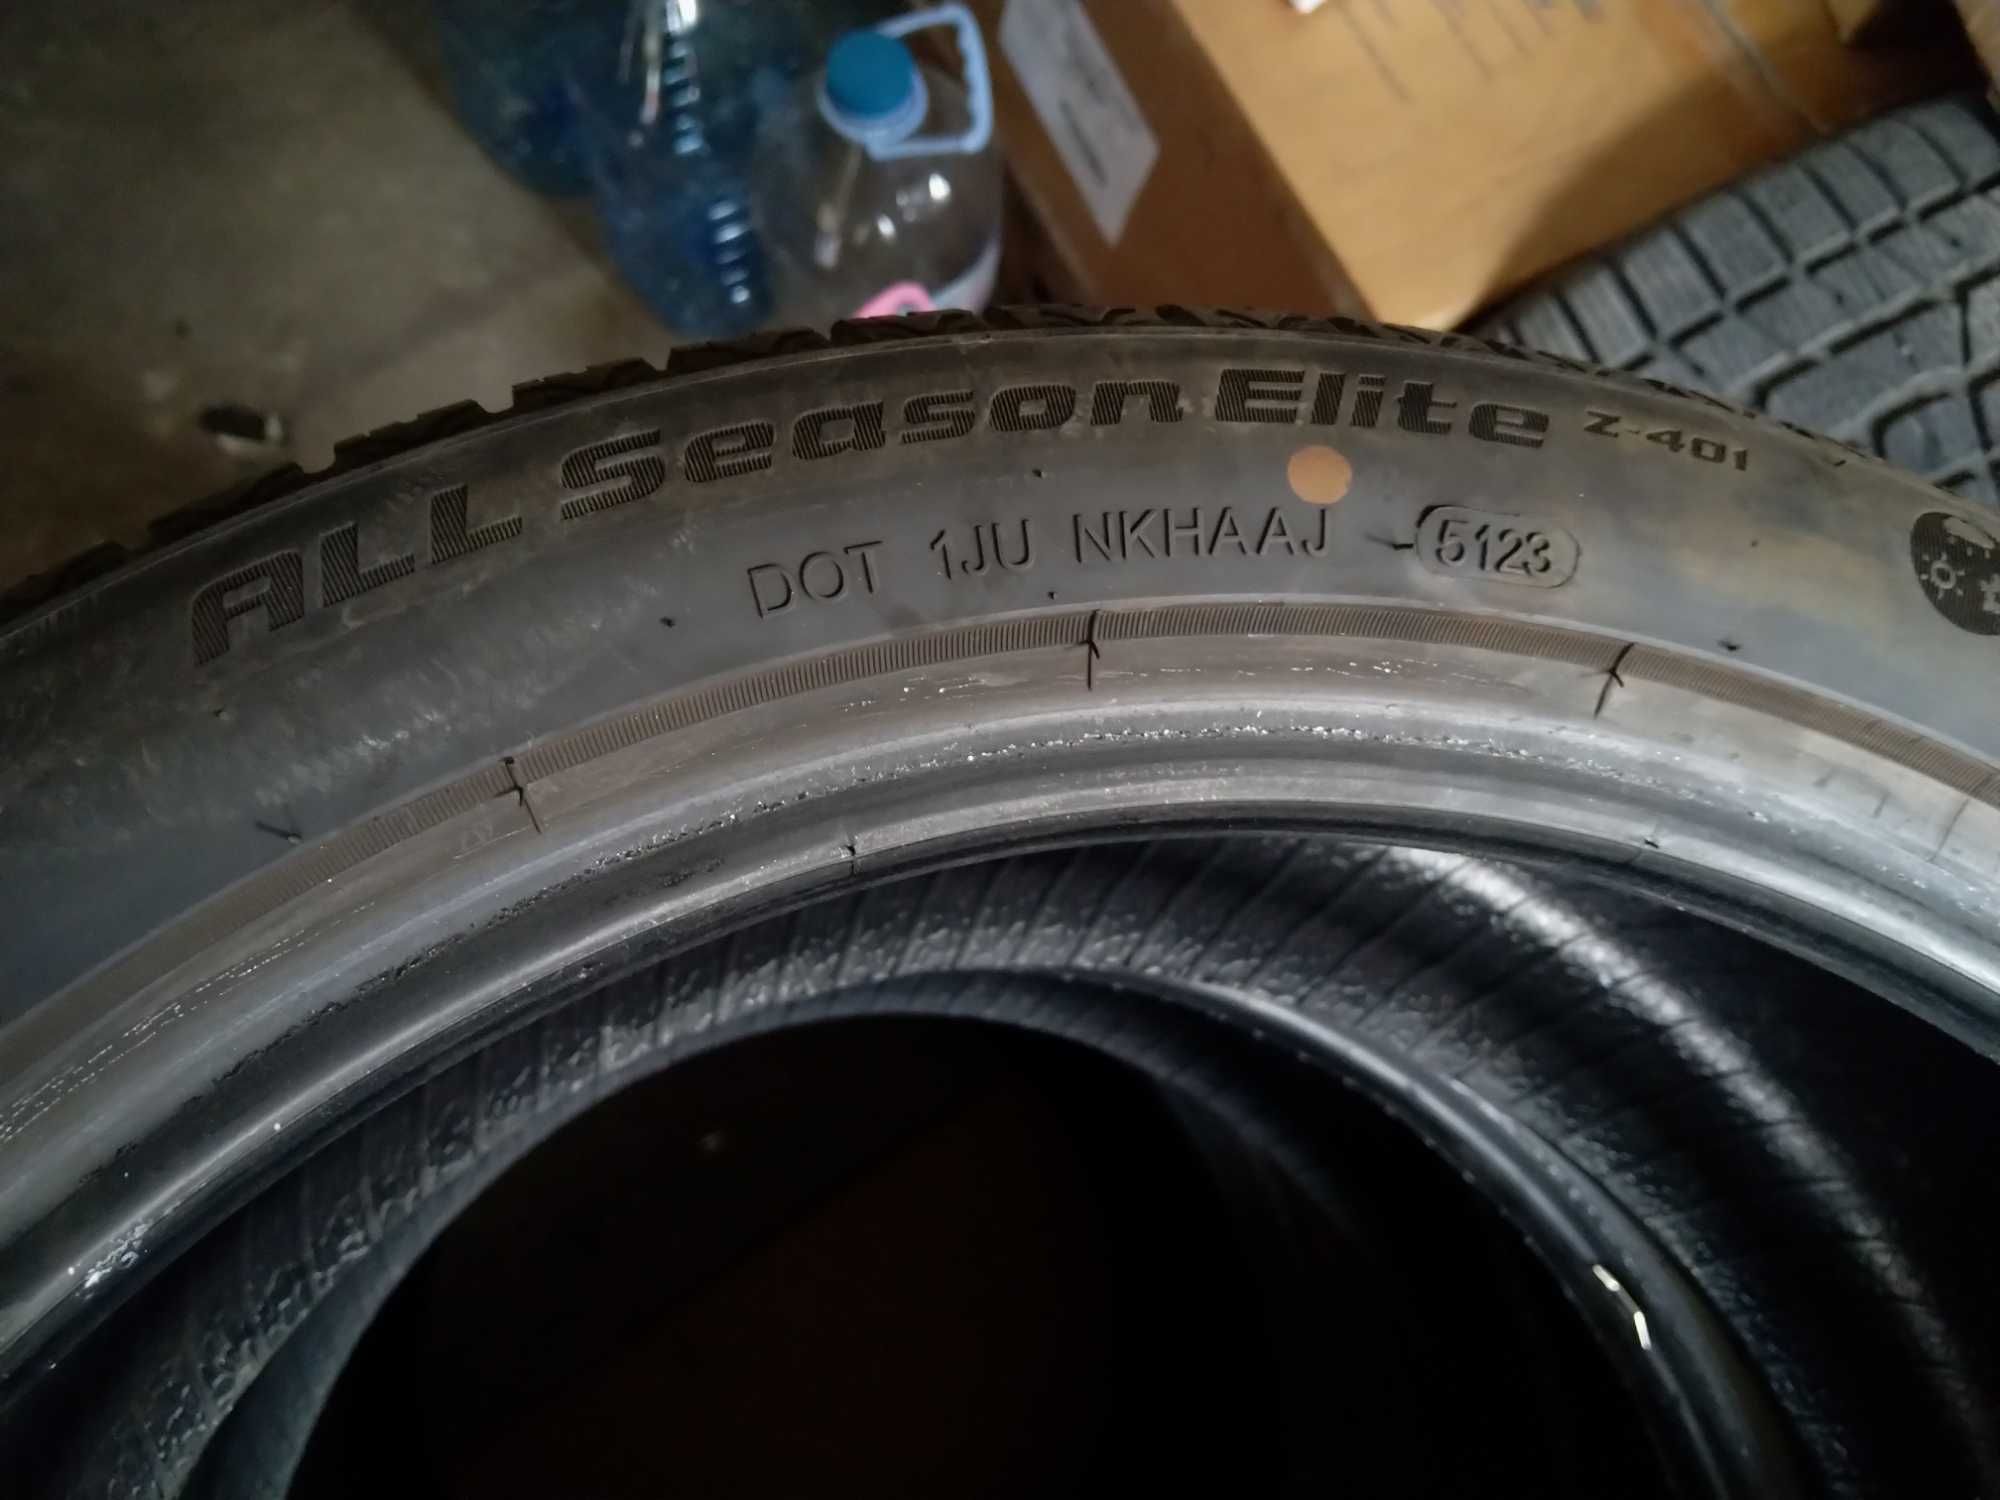 ALL Season Elite Z-401
DOT 1JU NKHAAJ 5123